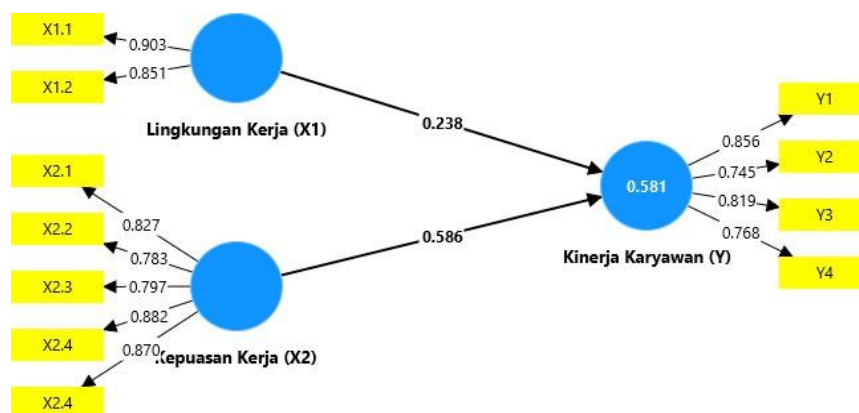 X1.1
0.903
X1.2
0.851
Lingkungan Kerja (X1)
0.238
X2.1
0.827
X2.2
0.783
X2.3
0.797
X2.4
0.882
X2.4
0.870
Kepuasan Kerja (X2)
0.586
0.581
Kinerja Karyawan (Y)
Y1
0.856
Y2
0.745
Y3
0.819
Y4
0.768